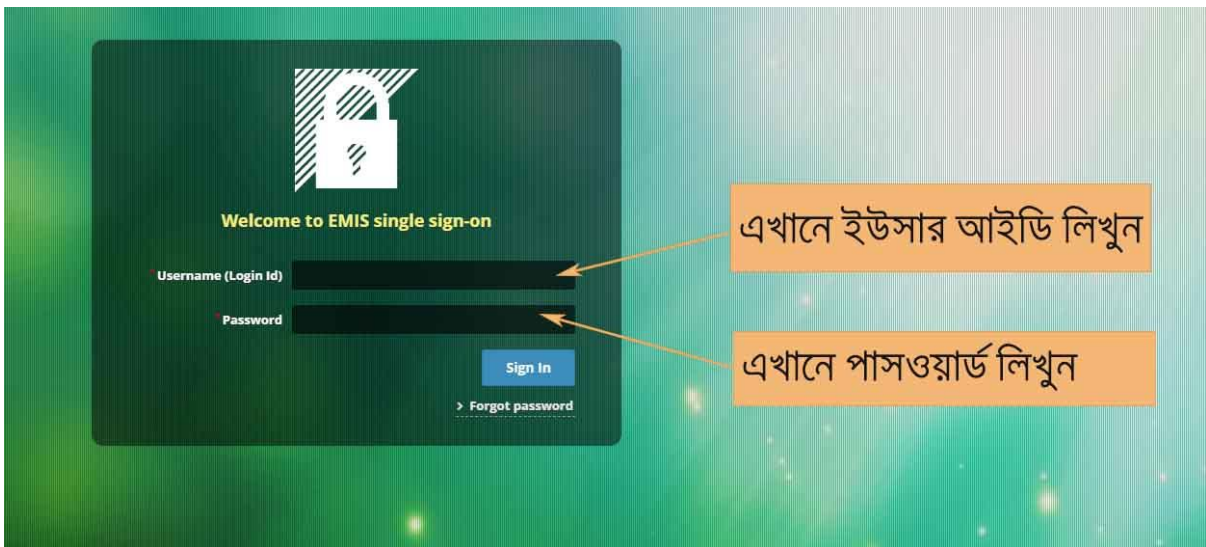 Welcome to EMIS single sign-on
এখানে ইউসার আইডি লিখুন
*Username (Login Id)
*Password
এখানে পাসওয়ার্ড লিখুন
Sign In
> Forgot password